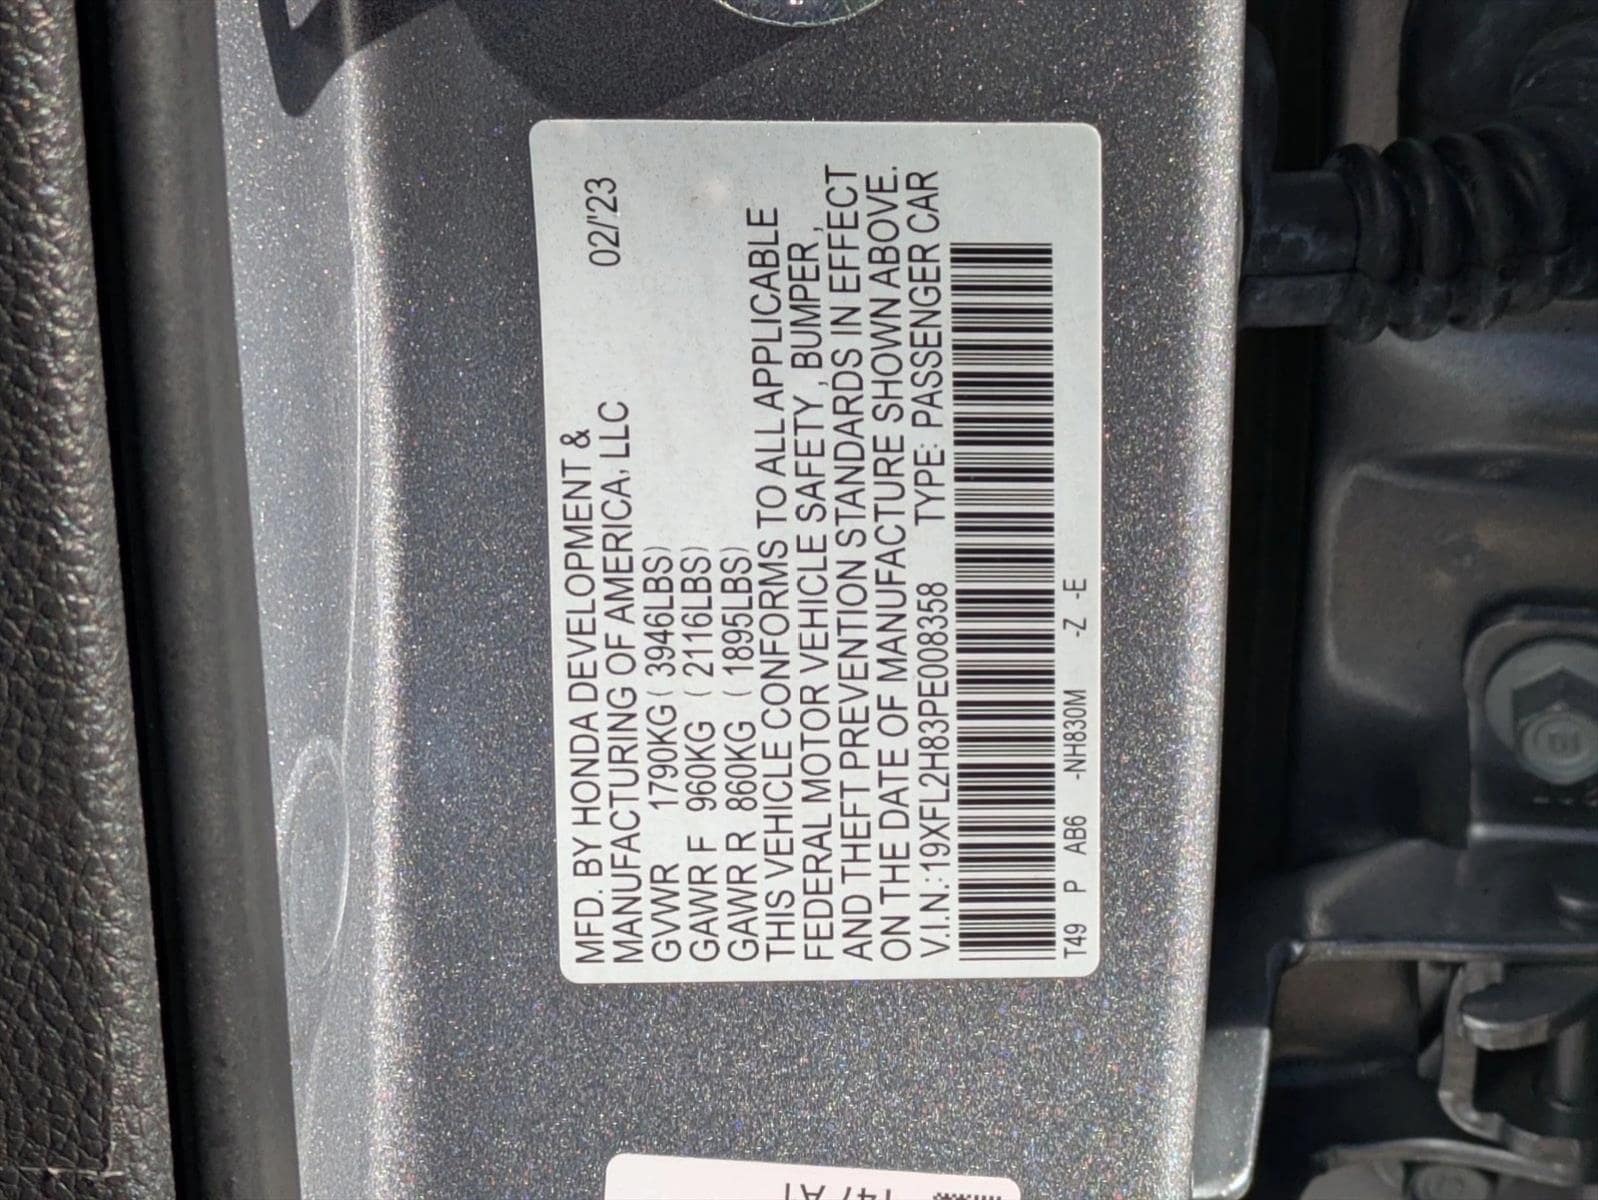 MFD. BY HONDA DEVELOPMENT & 02/'23
MANUFACTURING OF AMERICA, LLC
GVWR 1790KG ( 3946LBS)
GAWR F 960KG ( 2116LBS)
GAWR R 860KG ( 1895LBS)
THIS VEHICLE CONFORMS TO ALL APPLICABLE
FEDERAL MOTOR VEHICLE SAFETY, BUMPER,
AND THEFT PREVENTION STANDARDS IN EFFECT
ON THE DATE OF MANUFACTURE SHOWN ABOVE.
V.I.N.: 19XFL2H83PE008358 TYPE: PASSENGER CAR
T49 P AB6 -NH830M -Z -E